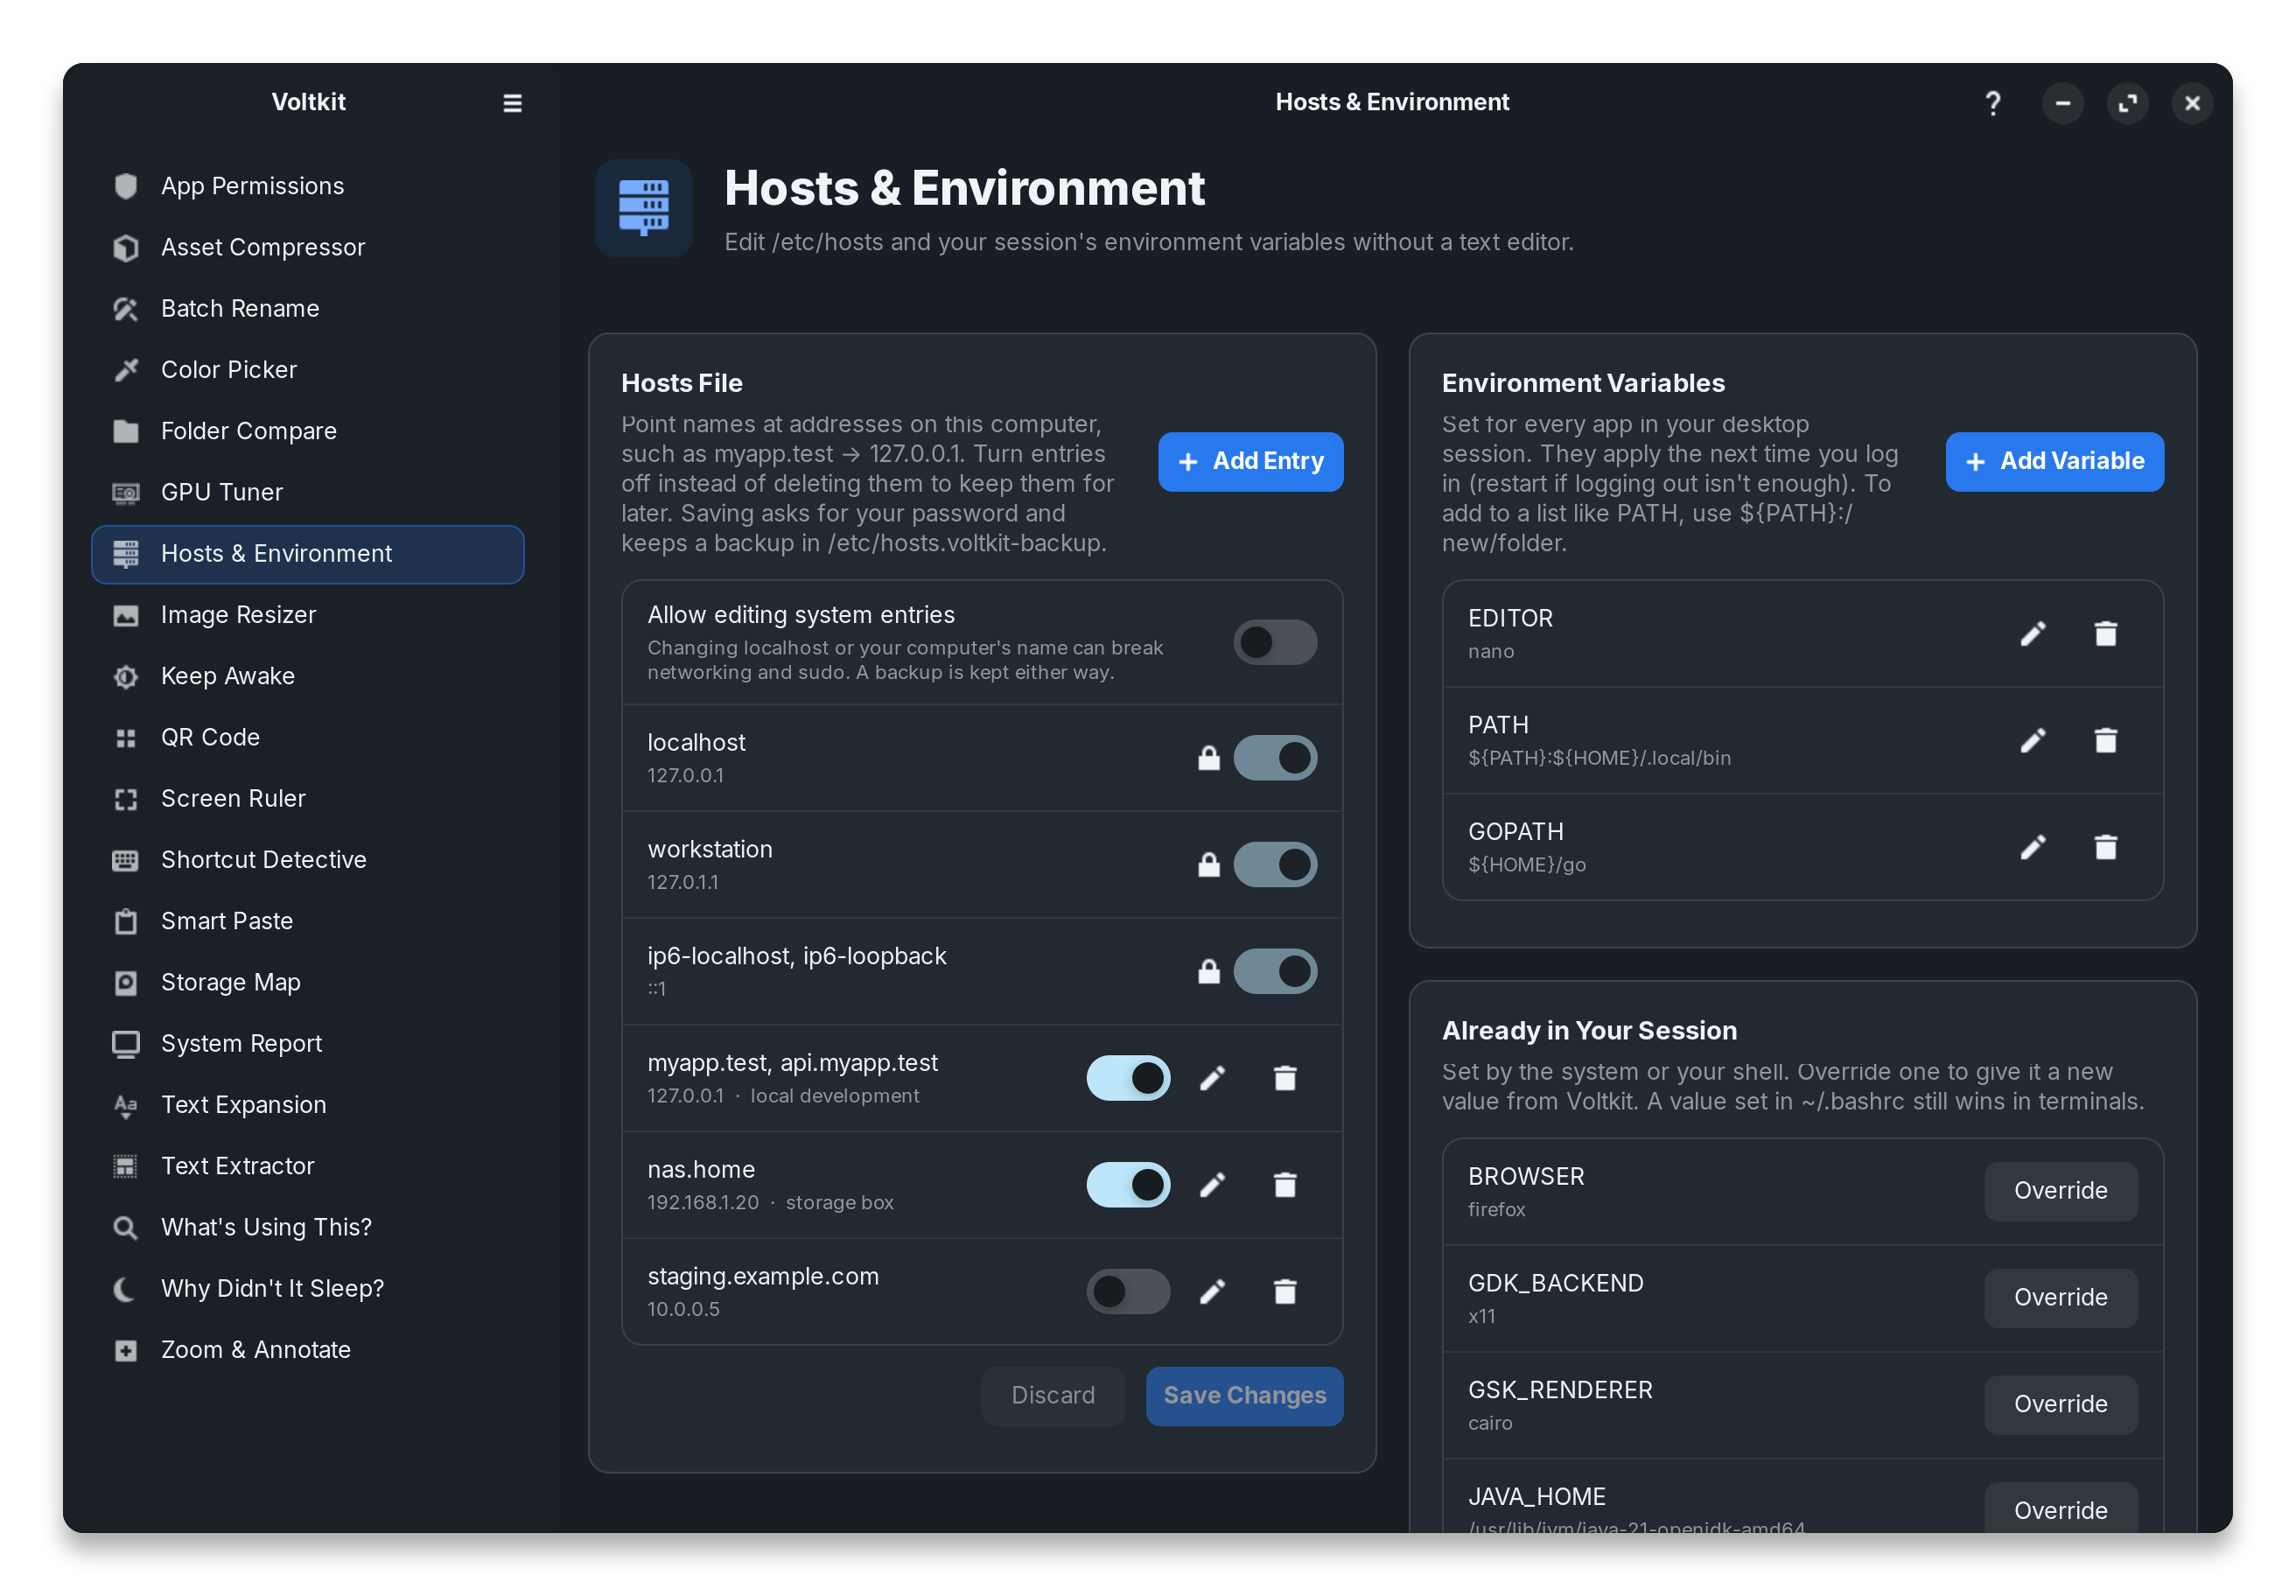 Voltkit
Hosts & Environment
?
App Permissions
Asset Compressor
Batch Rename
Color Picker
Folder Compare
GPU Tuner
Hosts & Environment
Image Resizer
Keep Awake
QR Code
Screen Ruler
Shortcut Detective
Smart Paste
Storage Map
System Report
Text Expansion
Text Extractor
What's Using This?
Why Didn't It Sleep?
Zoom & Annotate
Hosts & Environment
Edit /etc/hosts and your session's environment variables without a text editor.
Hosts File
Point names at addresses on this computer,
such as myapp.test → 127.0.0.1. Turn entries
off instead of deleting them to keep them for
later. Saving asks for your password and
keeps a backup in /etc/hosts.voltkit-backup.
Add Entry
Allow editing system entries
Changing localhost or your computer's name can break
networking and sudo. A backup is kept either way.
localhost
127.0.0.1
workstation
127.0.1.1
ip6-localhost, ip6-loopback
::1
myapp.test, api.myapp.test
127.0.0.1 · local development
nas.home
192.168.1.20 · storage box
staging.example.com
10.0.0.5
Discard
Save Changes
Environment Variables
Set for every app in your desktop
session. They apply the next time you log
in (restart if logging out isn't enough). To
add to a list like PATH, use ${PATH}:/
new/folder.
Add Variable
EDITOR
nano
PATH
${PATH}:${HOME}/.local/bin
GOPATH
${HOME}/go
Already in Your Session
Set by the system or your shell. Override one to give it a new
value from Voltkit. A value set in ~/.bashrc still wins in terminals.
BROWSER
firefox
Override
GDK_BACKEND
x11
Override
GSK_RENDERER
cairo
Override
JAVA_HOME
/usr/lib/jvm/java-21-openjdk-amd64
Override